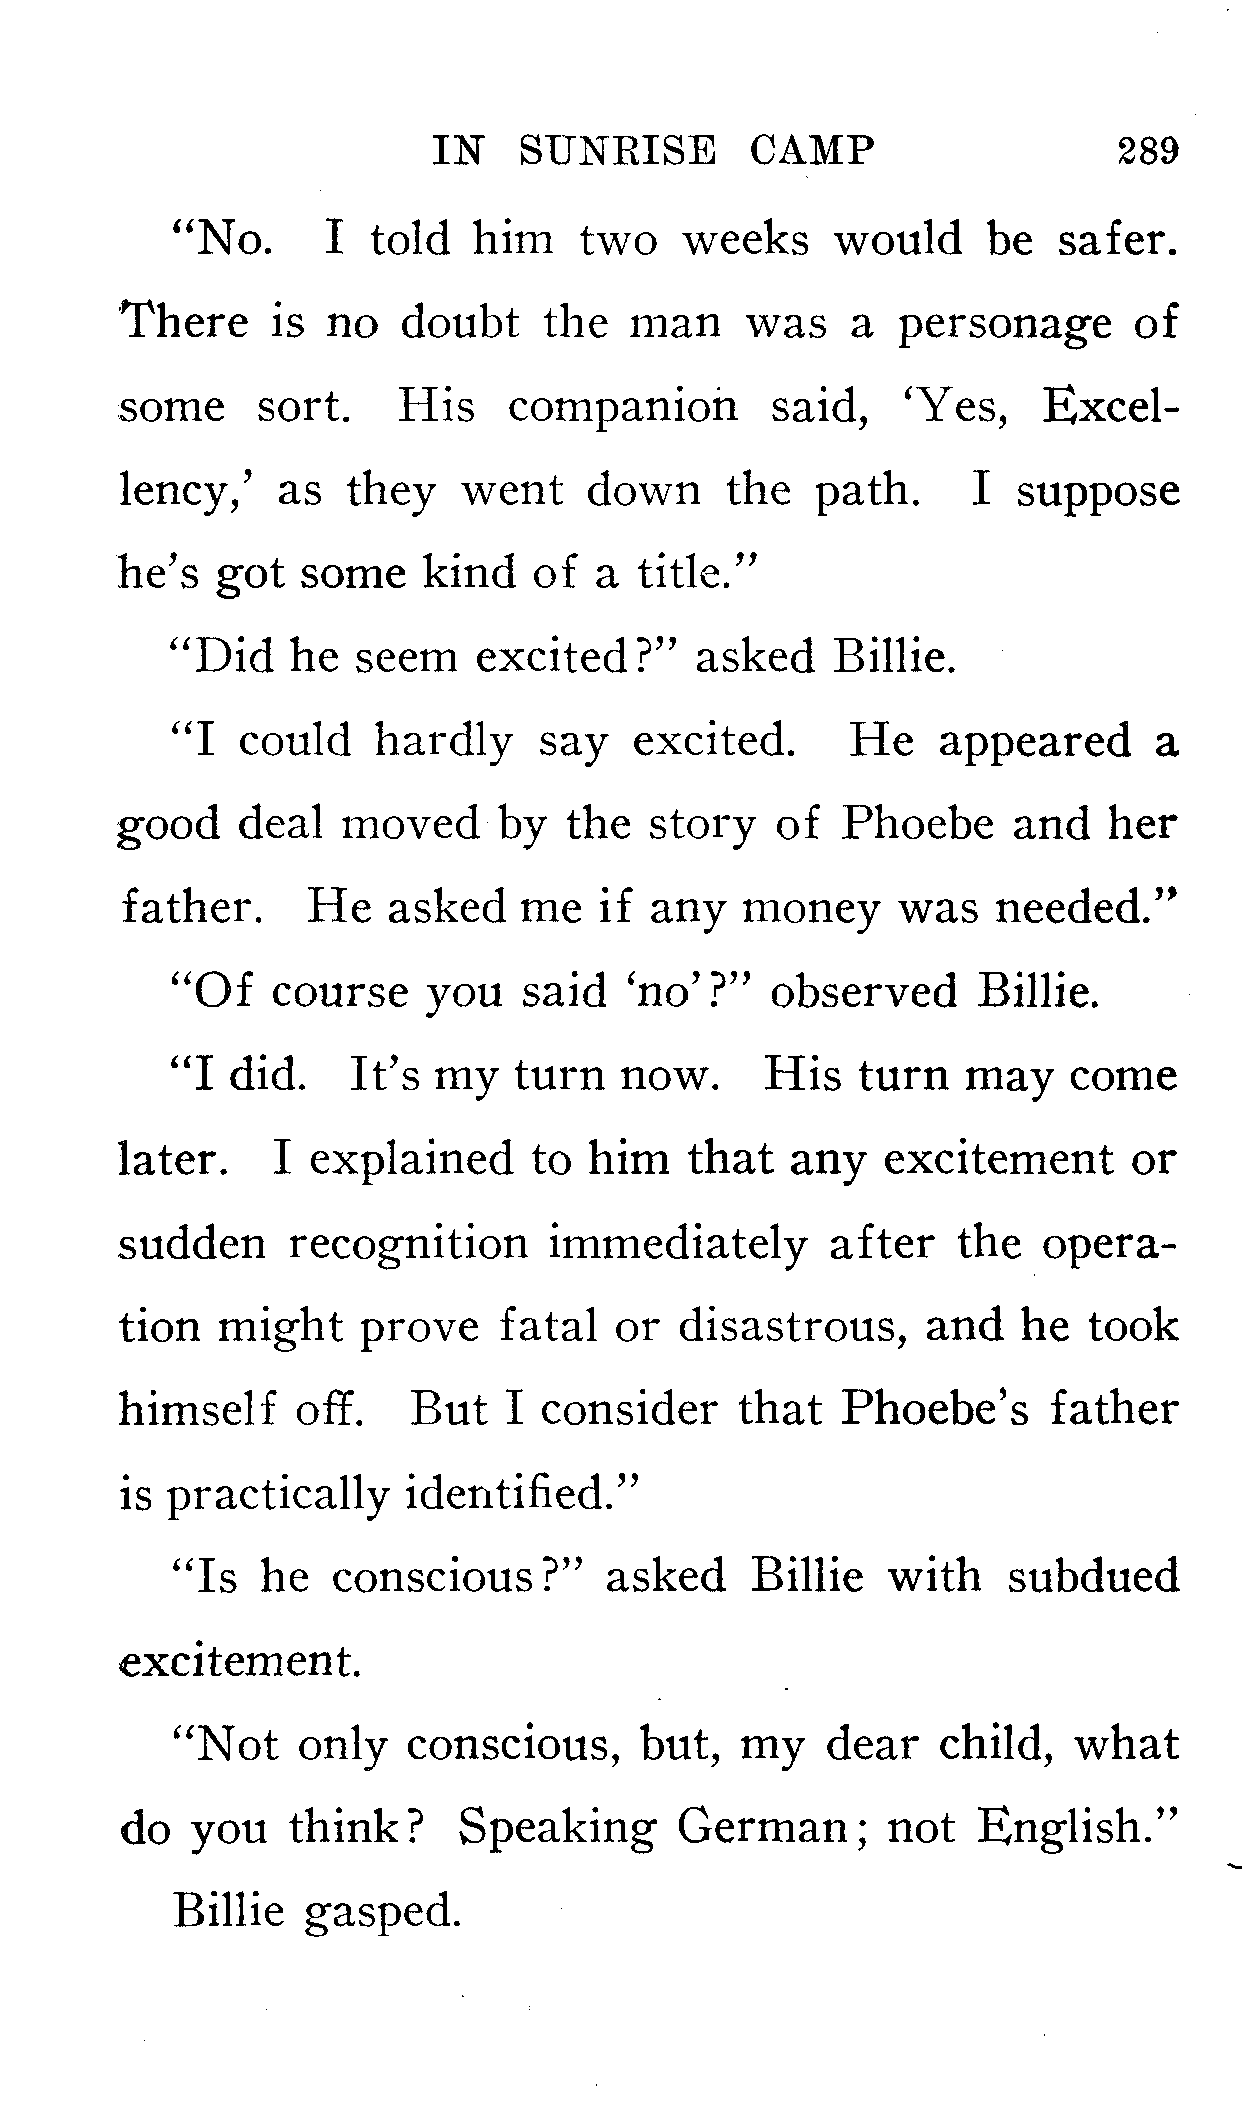 IN SUNRISE CAMP 289
“No. I told him two weeks would be safer.
There is no doubt the man was a personage of
some sort. His companion said, ‘Yes, Excel-
lency,’ as they went down the path. I suppose
he’s got some kind of a title.”
“Did he seem excited?” asked Billie.
“I could hardly say excited. He appeared a
good deal moved by the story of Phoebe and her
father. He asked me if any money was needed.”
“Of course you said ‘no’?” observed Billie.
“I did. It’s my turn now. His turn may come
later. I explained to him that any excitement or
sudden recognition immediately after the opera-
tion might prove fatal or disastrous, and he took
himself off. But I consider that Phoebe’s father
is practically identified.”
“Is he conscious?” asked Billie with subdued
excitement.
“Not only conscious, but, my dear child, what
do you think? Speaking German; not English.”
Billie gasped.